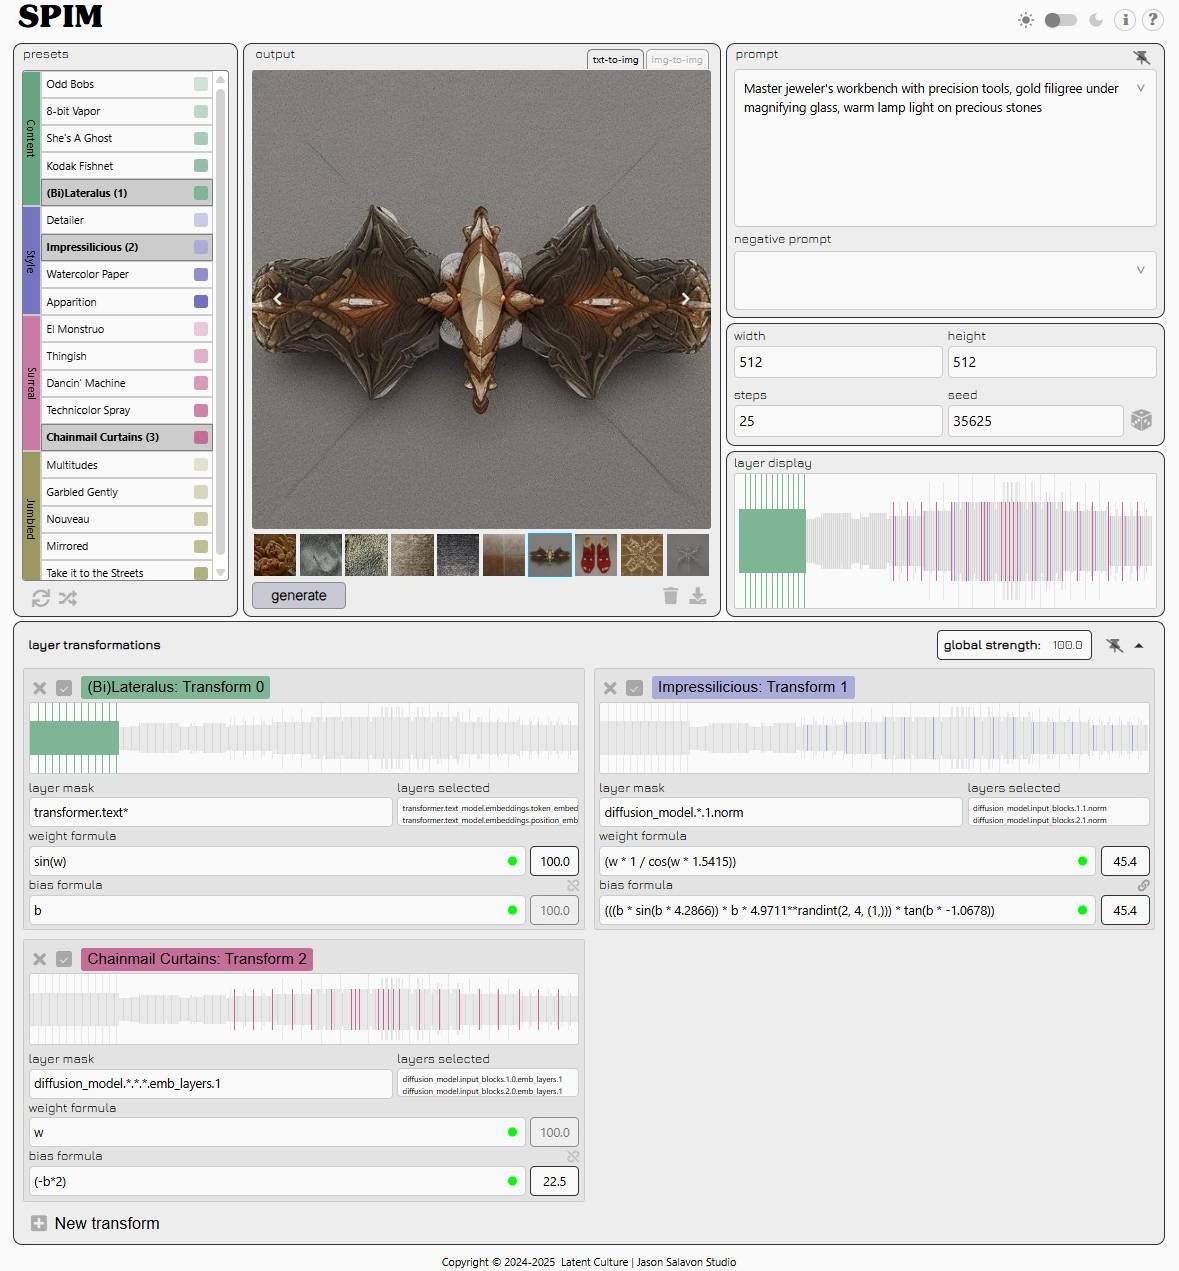 SPIM
presets
Content
Odd Bobs
8-bit Vapor
She's A Ghost
Kodak Fishnet
(Bi)Lateralus (1)
Style
Detailer
Impressilicious (2)
Watercolor Paper
Apparition
Surreal
El Monstruo
Thingish
Dancin' Machine
Technicolor Spray
Chainmail Curtains (3)
Jumbled
Multitudes
Garbled Gently
Nouveau
Mirrored
Take it to the Streets
output
txt-to-img img-to-img
generate
prompt
Master jeweler's workbench with precision tools, gold filigree under
magnifying glass, warm lamp light on precious stones
negative prompt
width height
512 512
steps seed
25 35625
layer display
layer transformations
global strength: 100.0
(Bi)Lateralus: Transform 0
layer mask layers selected
transformer.text* transformer.text_model.embeddings.token_embed
transformer.text_model.embeddings.position_emb
weight formula
sin(w) 100.0
bias formula
b 100.0
Impressilicious: Transform 1
layer mask layers selected
diffusion_model.*.1.norm diffusion_model.input_blocks.1.1.norm
diffusion_model.input_blocks.2.1.norm
weight formula
(w * 1 / cos(w * 1.5415)) 45.4
bias formula
(((b * sin(b * 4.2866)) * b * 4.9711**randint(2, 4, (1,))) * tan(b * -1.0678)) 45.4
Chainmail Curtains: Transform 2
layer mask layers selected
diffusion_model.*.*.*.emb_layers.1 diffusion_model.input_blocks.1.0.emb_layers.1
diffusion_model.input_blocks.2.0.emb_layers.1
weight formula
w 100.0
bias formula
(-b*2) 22.5
New transform
Copyright © 2024-2025 Latent Culture | Jason Salavon Studio